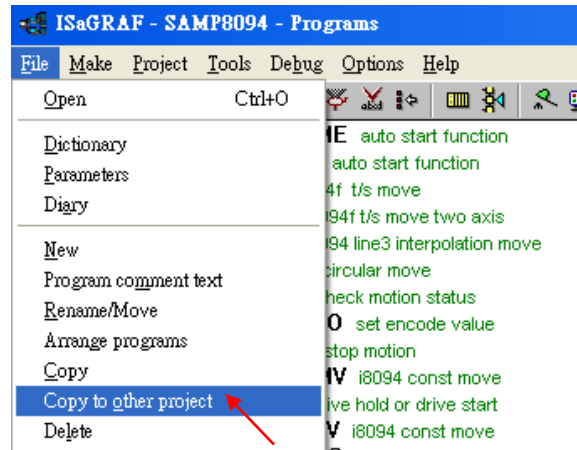 ISaGRAF - SAMP8094 - Programs
File Make Project Tools Debug Options Help
Open Ctrl+O
Dictionary
Parameters
Diary
New
Program comment text
Rename/Move
Arrange programs
Copy
Copy to other project
Delete
auto start function
auto start function
t/s move
t/s move two axis
line3 interpolation move
circular move
motion status
set encode value
stop motion
i8094 const move
hold or drive start
i8094 const move